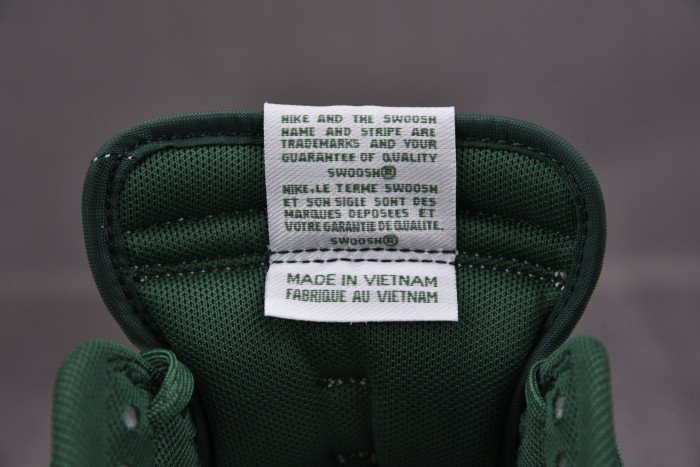 NIKE AND THE SWOOSH
NAME AND STRIPE ARE
TRADEMARKS AND YOUR
GUARANTEE OF QUALITY
SWOOSH®
NIKE.LE TERME SWOOSH
ET SON SIGLE SONT DES
MARQUES DEPOSEES ET
VOTRE GARANTIE DE QUALITE.
SWOOSH®
MADE IN VIETNAM
FABRIQUE AU VIETNAM